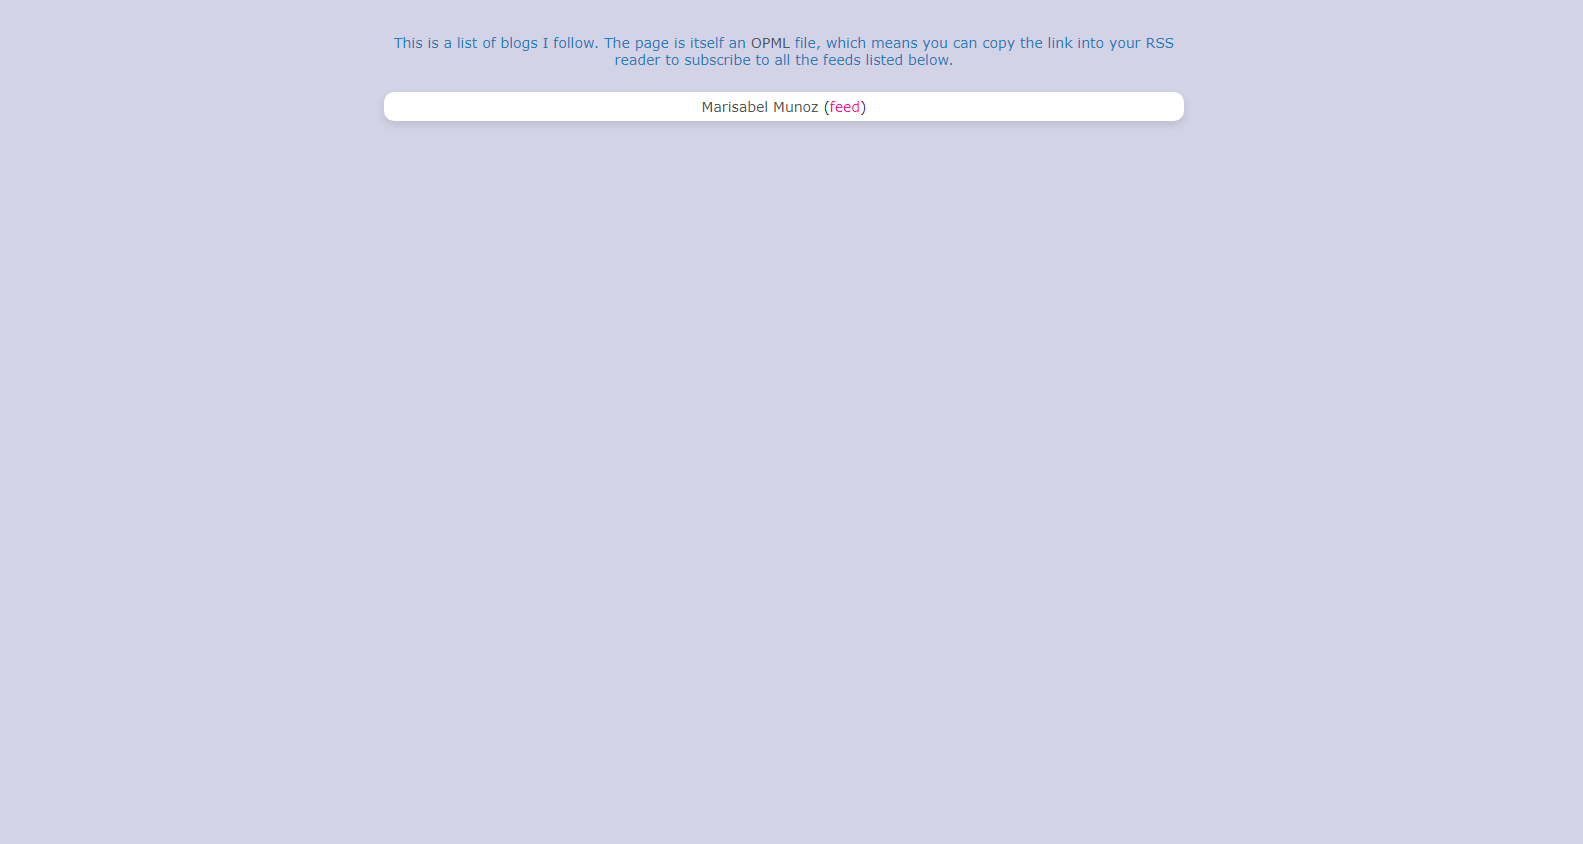 This is a list of blogs I follow. The page is itself an OPML file, which means you can copy the link into your RSS
reader to subscribe to all the feeds listed below.
Marisabel Munoz (feed)